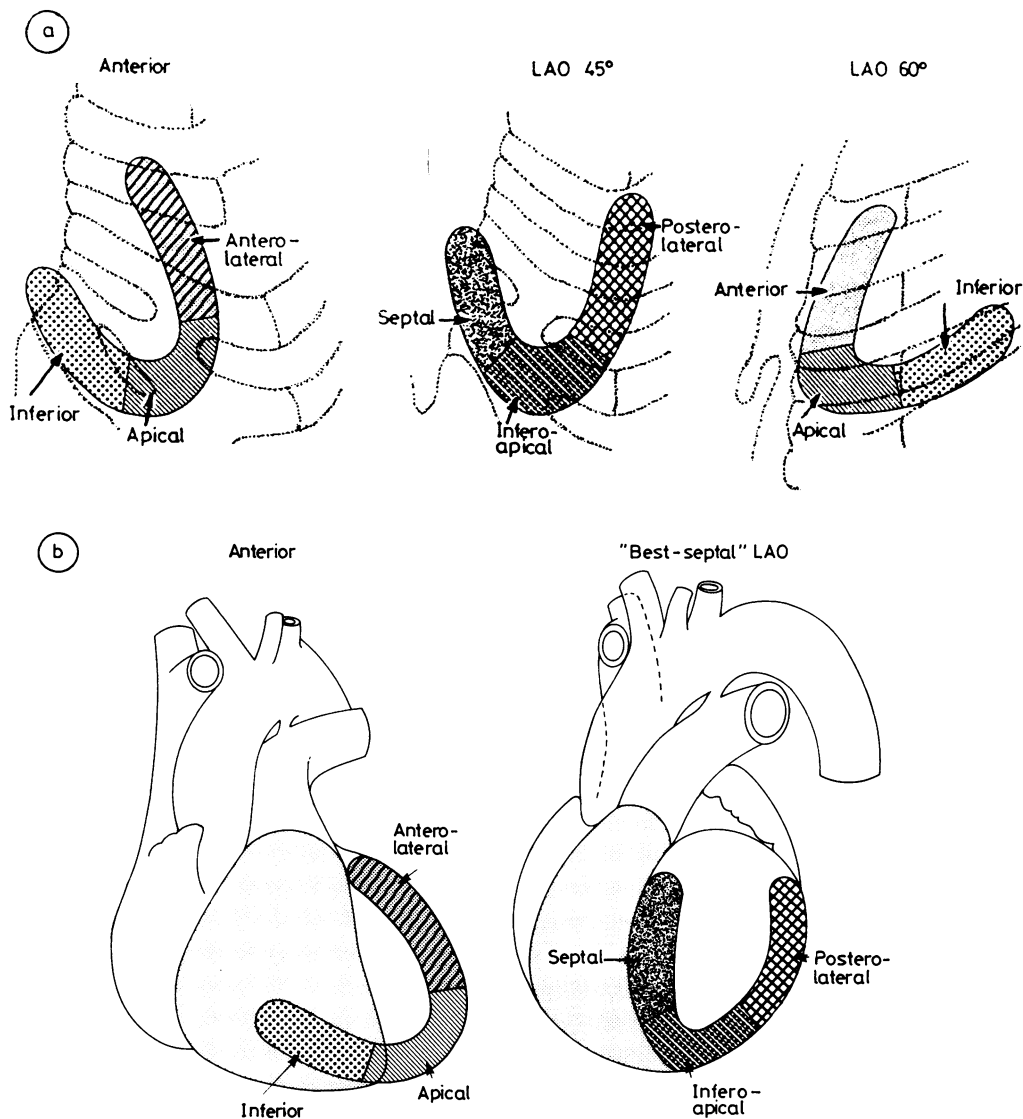 a
Anterior
LAO 45°
LAO 60°
Antero-
lateral
Inferior
Apical
Septal
Postero-
lateral
Infero-
apical
Anterior
Inferior
Apical
b
Anterior
"Best-septal" LAO
Antero-
lateral
Inferior
Apical
Septal
Postero-
lateral
Infero-
apical